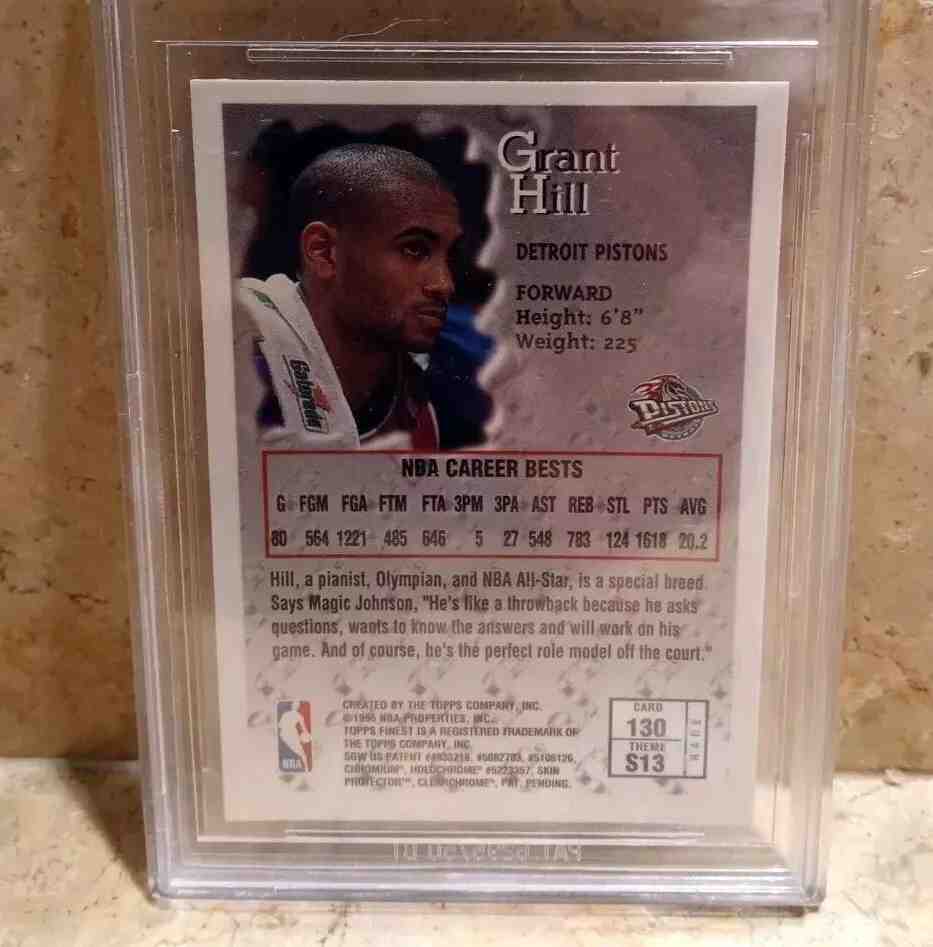 Grant
Hill
DETROIT PISTONS
FORWARD
Height: 6'8"
Weight: 225
Gatorade
PISTONS
NBA CAREER BESTS
G FGM FGA FTM FTA 3PM 3PA AST REB STL PTS AVG
80 564 1221 485 646 5 27 548 783 124 1618 20.2
Hill, a pianist, Olympian, and NBA All-Star, is a special breed.
Says Magic Johnson, "He's like a throwback because he asks
questions, wants to know the answers and will work on his
game. And of course, he's the perfect role model off the court."
NBA
CREATED BY THE TOPPS COMPANY, INC.
©1996 NBA PROPERTIES, INC.
TOPPS FINEST IS A REGISTERED TRADEMARK OF
THE TOPPS COMPANY, INC.
SGW US PATENT #4933218, #5082703, #5106126,
CHROMIUM®, HOLOCHROME® #5223357, SKIN
PROTECTOR™, CLEARCHROME®, PAT. PENDING.
CARD
130
THEME
S13
RARE